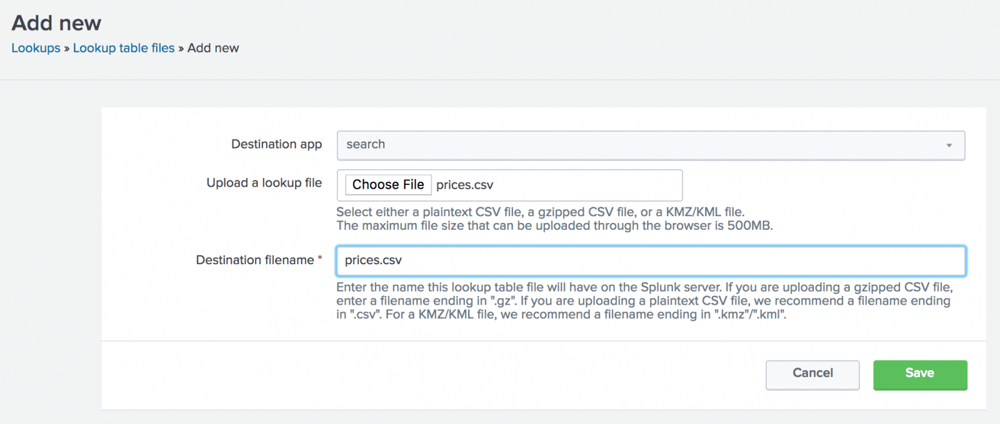 Add new
Lookups » Lookup table files » Add new
Destination app search
Upload a lookup file Choose File prices.csv
Select either a plaintext CSV file, a gzipped CSV file, or a KMZ/KML file.
The maximum file size that can be uploaded through the browser is 500MB.
Destination filename * prices.csv
Enter the name this lookup table file will have on the Splunk server. If you are uploading a gzipped CSV file,
enter a filename ending in ".gz". If you are uploading a plaintext CSV file, we recommend a filename ending
in ".csv". For a KMZ/KML file, we recommend a filename ending in ".kmz"/".kml".
Cancel Save